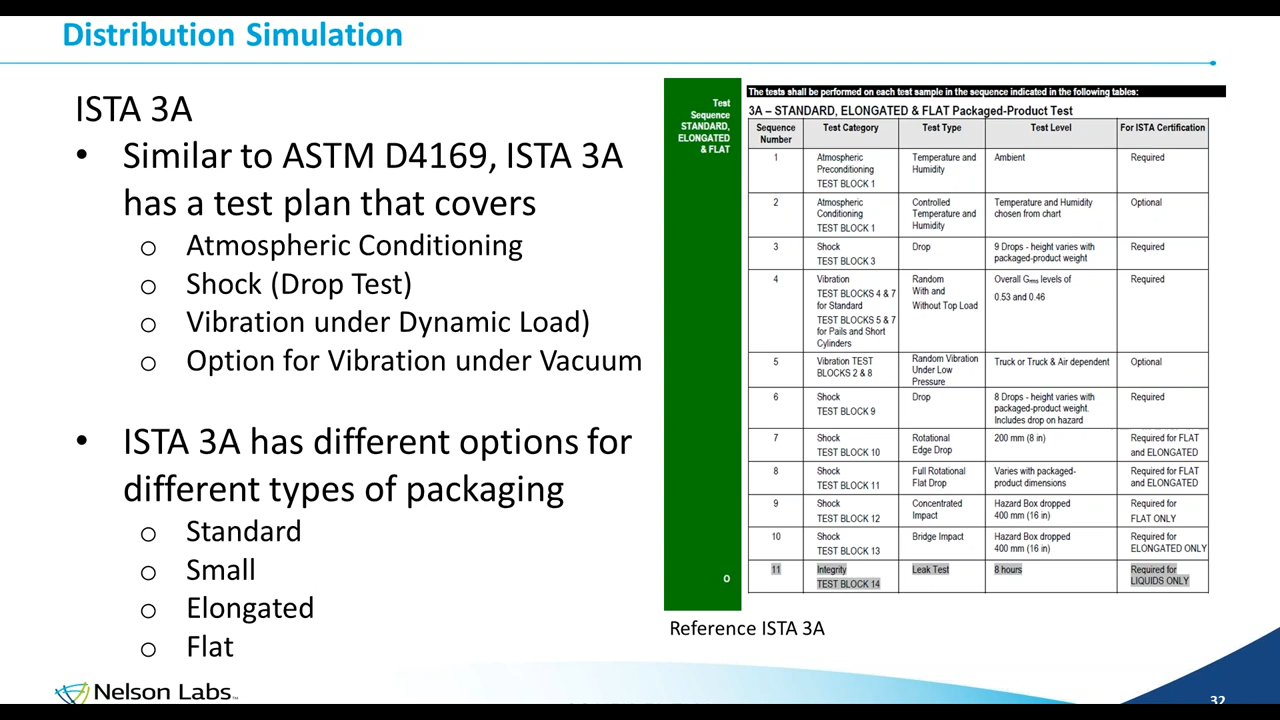 Distribution Simulation
ISTA 3A
• Similar to ASTM D4169, ISTA 3A
has a test plan that covers
o Atmospheric Conditioning
o Shock (Drop Test)
o Vibration under Dynamic Load)
o Option for Vibration under Vacuum
• ISTA 3A has different options for
different types of packaging
o Standard
o Small
o Elongated
o Flat
Test
Sequence
STANDARD,
ELONGATED
& FLAT
O
The tests shall be performed on each test sample in the sequence indicated in the following tables:
3A – STANDARD, ELONGATED & FLAT Packaged-Product Test
Sequence Number | Test Category | Test Type | Test Level | For ISTA Certification
1 | Atmospheric Preconditioning TEST BLOCK 1 | Temperature and Humidity | Ambient | Required
2 | Atmospheric Conditioning TEST BLOCK 1 | Controlled Temperature and Humidity | Temperature and Humidity chosen from chart | Optional
3 | Shock TEST BLOCK 3 | Drop | 9 Drops - height varies with packaged-product weight | Required
4 | Vibration TEST BLOCKS 4 & 7 for Standard TEST BLOCKS 5 & 7 for Pails and Short Cylinders | Random With and Without Top Load | Overall Grms levels of 0.53 and 0.46 | Required
5 | Vibration TEST BLOCKS 2 & 8 | Random Vibration Under Low Pressure | Truck or Truck & Air dependent | Optional
6 | Shock TEST BLOCK 9 | Drop | 8 Drops - height varies with packaged-product weight. Includes drop on hazard | Required
7 | Shock TEST BLOCK 10 | Rotational Edge Drop | 200 mm (8 in) | Required for FLAT and ELONGATED
8 | Shock TEST BLOCK 11 | Full Rotational Flat Drop | Varies with packaged-product dimensions | Required for FLAT and ELONGATED
9 | Shock TEST BLOCK 12 | Concentrated Impact | Hazard Box dropped 400 mm (16 in) | Required for FLAT ONLY
10 | Shock TEST BLOCK 13 | Bridge Impact | Hazard Box dropped 400 mm (16 in) | Required for ELONGATED ONLY
11 | Integrity TEST BLOCK 14 | Leak Test | 8 hours | Required for LIQUIDS ONLY
Reference ISTA 3A
Nelson Labs™
32